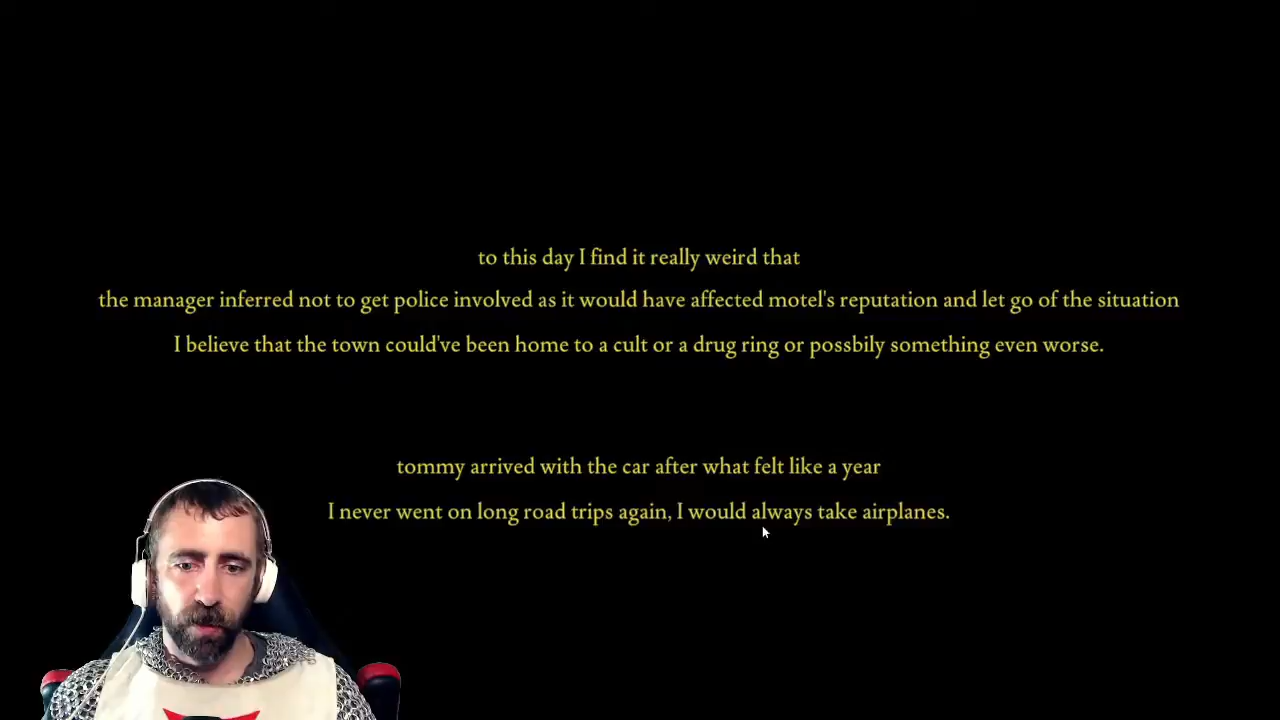 to this day I find it really weird that
the manager inferred not to get police involved as it would have affected motel's reputation and let go of the situation
I believe that the town could've been home to a cult or a drug ring or possbily something even worse.
tommy arrived with the car after what felt like a year
I never went on long road trips again, I would always take airplanes.